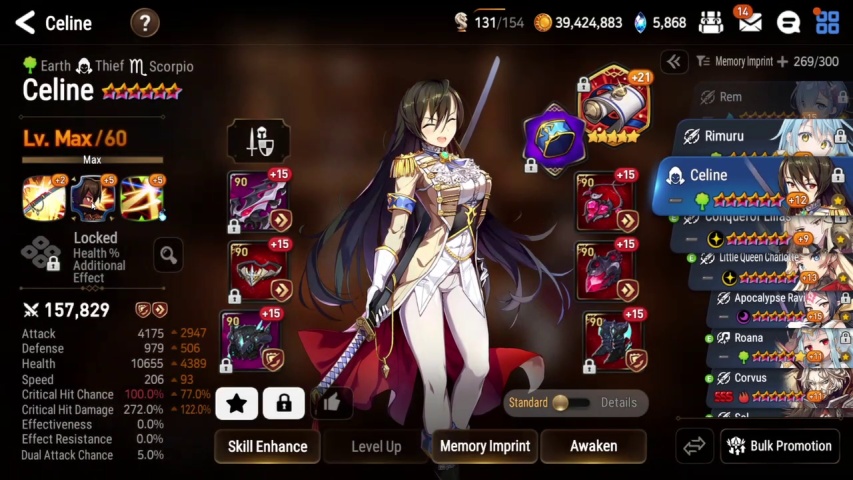 Celine
?
131/154
39,424,883
5,868
14
Earth Thief Scorpio
Celine
Lv. Max/60
Max
+2
+5
+5
Locked
Health %
Additional
Effect
157,829
Attack 4175 2947
Defense 979 506
Health 10655 4389
Speed 206 93
Critical Hit Chance 100.0% 77.0%
Critical Hit Damage 272.0% 122.0%
Effectiveness 0.0%
Effect Resistance 0.0%
Dual Attack Chance 5.0%
90 +15
90 +15
90 +15
+21
90 +15
90 +15
90 +15
Standard Details
Skill Enhance
Level Up
Memory Imprint
Awaken
Memory Imprint 269/300
Rem
Rimuru
Celine
+12
Conqueror Lilias
+9
Little Queen Charlotte
+13
Apocalypse Ravi
+15
Roana
+11
Corvus
SSS +11
Bulk Promotion